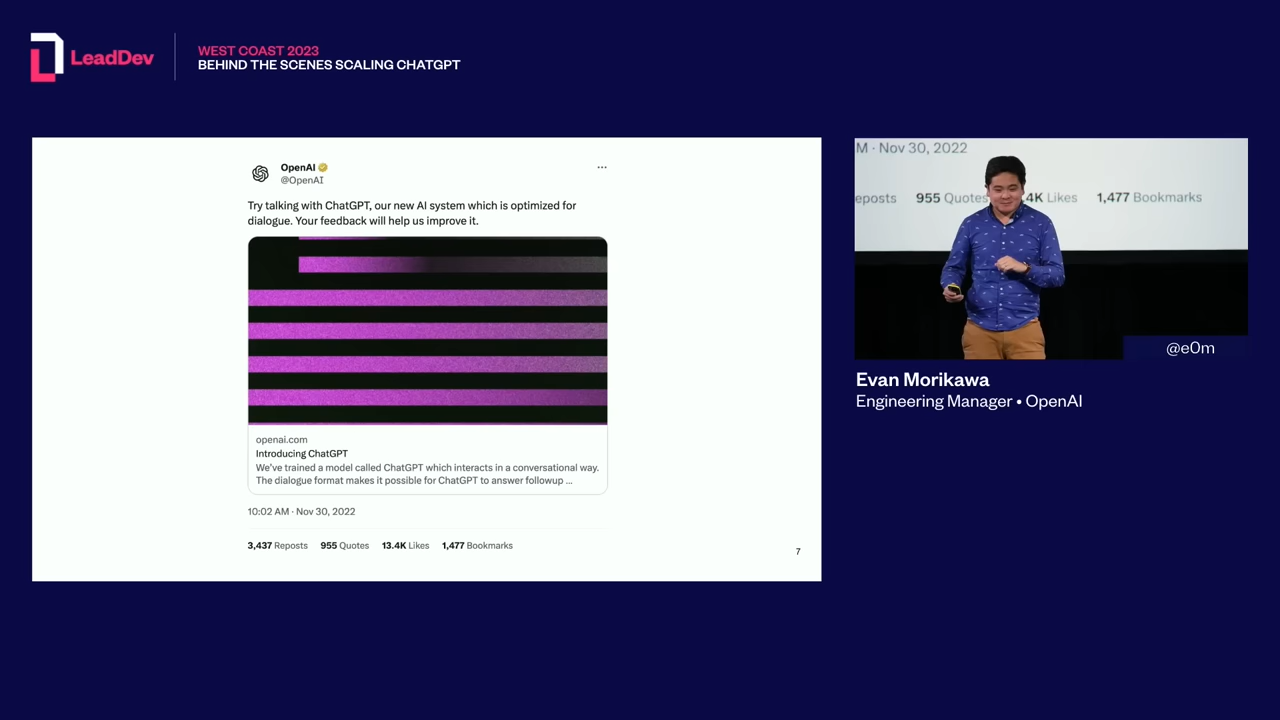 LeadDev
WEST COAST 2023
BEHIND THE SCENES SCALING CHATGPT
OpenAI
@OpenAI
Try talking with ChatGPT, our new AI system which is optimized for
dialogue. Your feedback will help us improve it.
openai.com
Introducing ChatGPT
We've trained a model called ChatGPT which interacts in a conversational way.
The dialogue format makes it possible for ChatGPT to answer followup ...
10:02 AM · Nov 30, 2022
3,437 Reposts 955 Quotes 13.4K Likes 1,477 Bookmarks
7
M · Nov 30, 2022
eposts 955 Quotes .4K Likes 1,477 Bookmarks
@e0m
Evan Morikawa
Engineering Manager • OpenAI